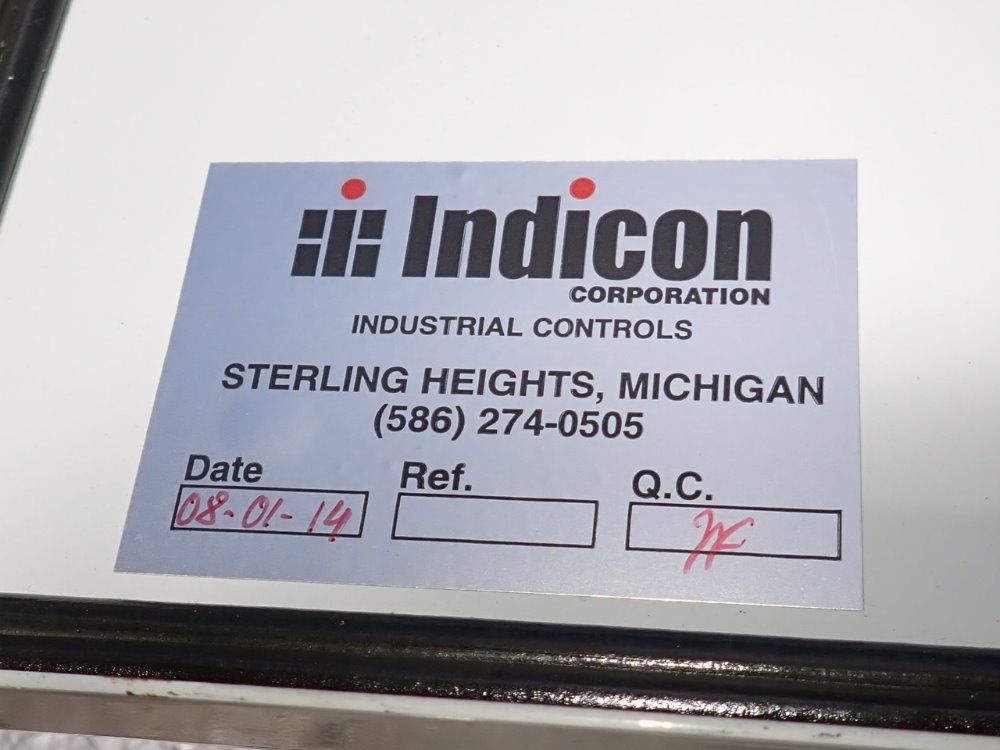 Indicon
CORPORATION
INDUSTRIAL CONTROLS
STERLING HEIGHTS, MICHIGAN
(586) 274-0505
Date Ref. Q.C.
08-01-14